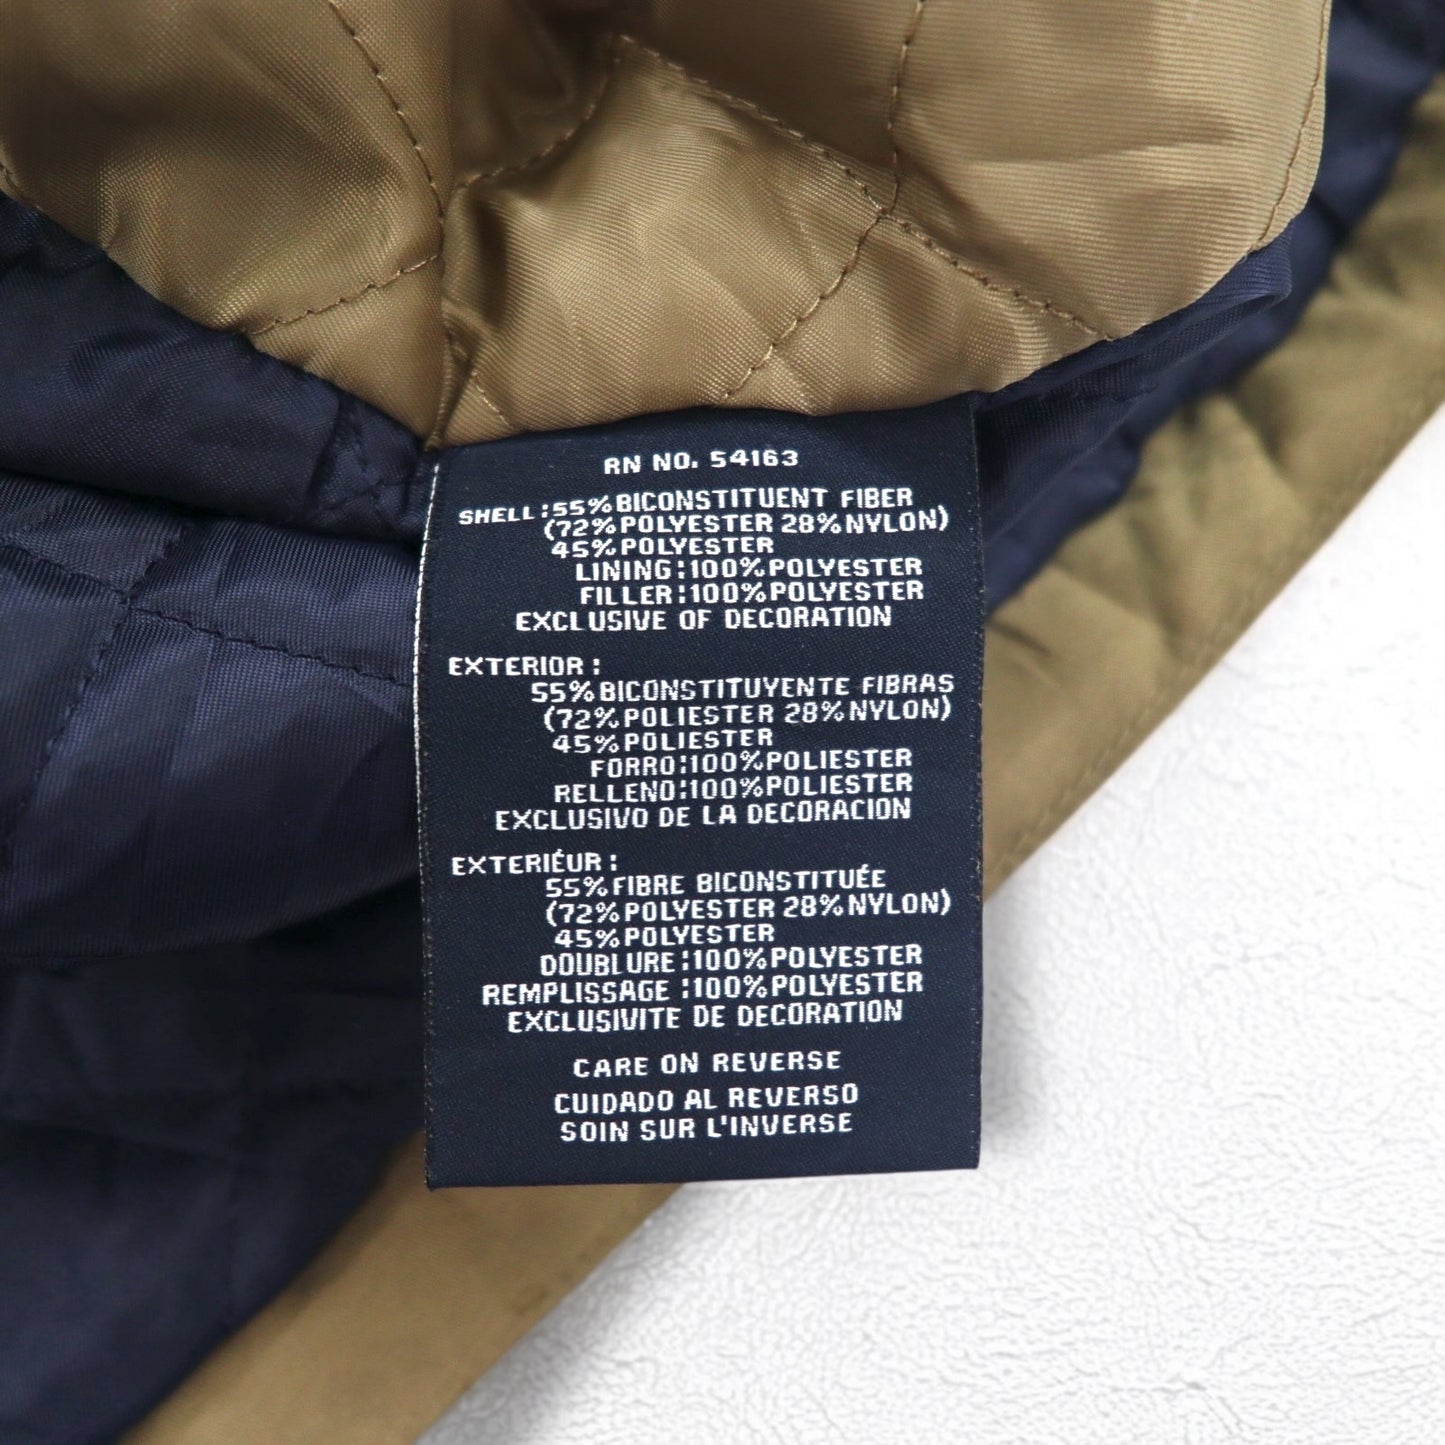 RN NO. 54163
SHELL:55%BICONSTITUENT FIBER
(72%POLYESTER 28%NYLON)
45%POLYESTER
LINING:100%POLYESTER
FILLER:100%POLYESTER
EXCLUSIVE OF DECORATION
EXTERIOR:
55%BICONSTITUYENTE FIBRAS
(72%POLIESTER 28%NYLON)
45%POLIESTER
FORRO:100%POLIESTER
RELLENO:100%POLIESTER
EXCLUSIVO DE LA DECORACION
EXTERIÉUR:
55%FIBRE BICONSTITUÉE
(72%POLYESTER 28%NYLON)
45%POLYESTER
DOUBLURE:100%POLYESTER
REMPLISSAGE :100%POLYESTER
EXCLUSIVITE DE DECORATION
CARE ON REVERSE
CUIDADO AL REVERSO
SOIN SUR L'INVERSE